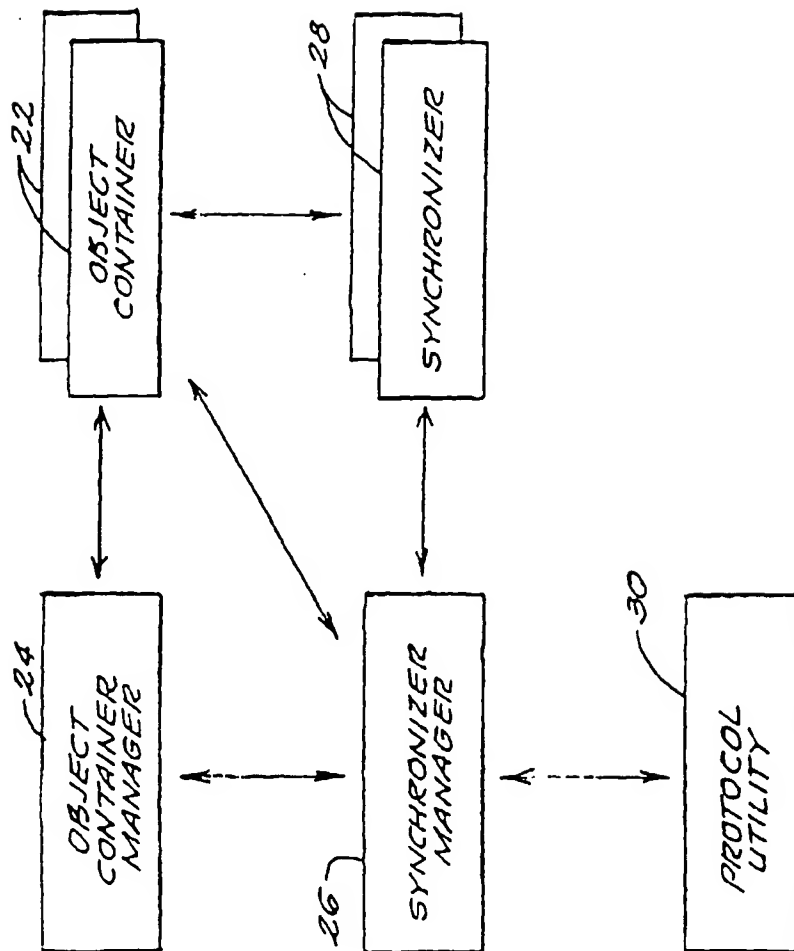 24
OBJECT
CONTAINER
MANAGER
22
OBJECT
CONTAINER
26
SYNCHRONIZER
MANAGER
28
SYNCHRONIZER
30
PROTOCOL
UTILITY